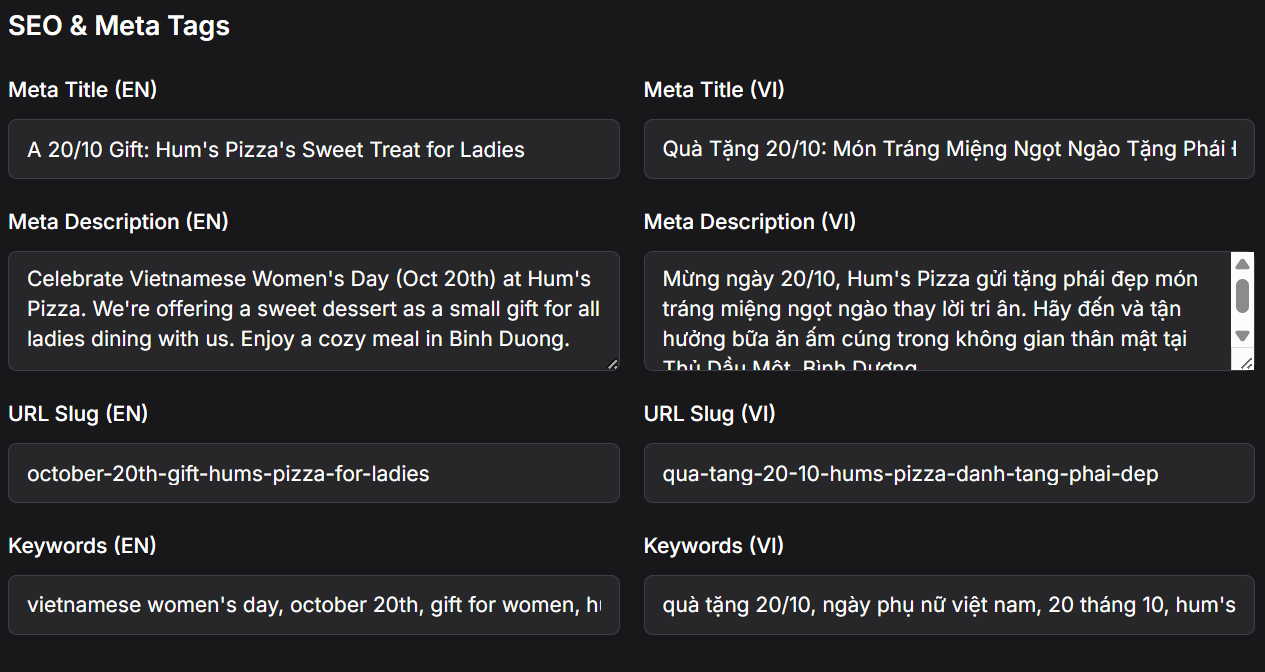 SEO & Meta Tags
Meta Title (EN)
Meta Title (VI)
A 20/10 Gift: Hum's Pizza's Sweet Treat for Ladies
Quà Tặng 20/10: Món Tráng Miệng Ngọt Ngào Tặng Phái
Meta Description (EN)
Meta Description (VI)
Celebrate Vietnamese Women's Day (Oct 20th) at Hum's
Pizza. We're offering a sweet dessert as a small gift for all
ladies dining with us. Enjoy a cozy meal in Binh Duong.
Mừng ngày 20/10, Hum's Pizza gửi tặng phái đẹp món
tráng miệng ngọt ngào thay lời tri ân. Hãy đến và tận
hưởng bữa ăn ấm cúng trong không gian thân mật tại
Thủ Dầu Một, Bình Dương.
URL Slug (EN)
URL Slug (VI)
october-20th-gift-hums-pizza-for-ladies
qua-tang-20-10-hums-pizza-danh-tang-phai-dep
Keywords (EN)
Keywords (VI)
vietnamese women's day, october 20th, gift for women,
quà tặng 20/10, ngày phụ nữ việt nam, 20 tháng 10, hum's